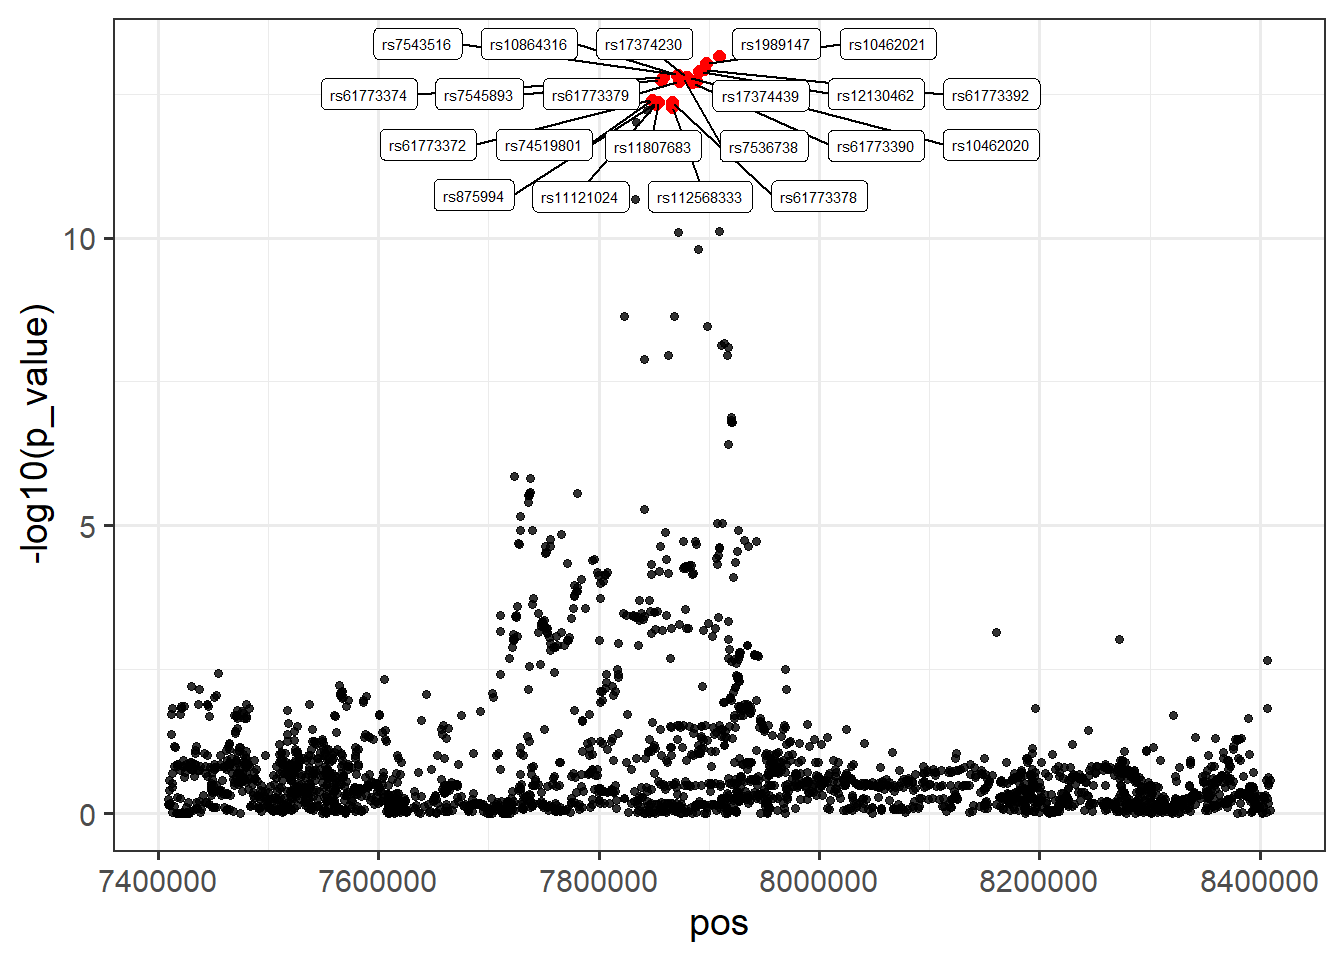 rs7543516 rs10864316 rs17374230 rs1989147 rs10462021
rs61773374 rs7545893 rs61773379 rs17374439 rs12130462 rs61773392
rs61773372 rs74519801 rs11807683 rs7536738 rs61773390 rs10462020
rs875994 rs11121024 rs112568333 rs61773378
10
5
0
-log10(p_value)
7400000 7600000 7800000 8000000 8200000 8400000
pos